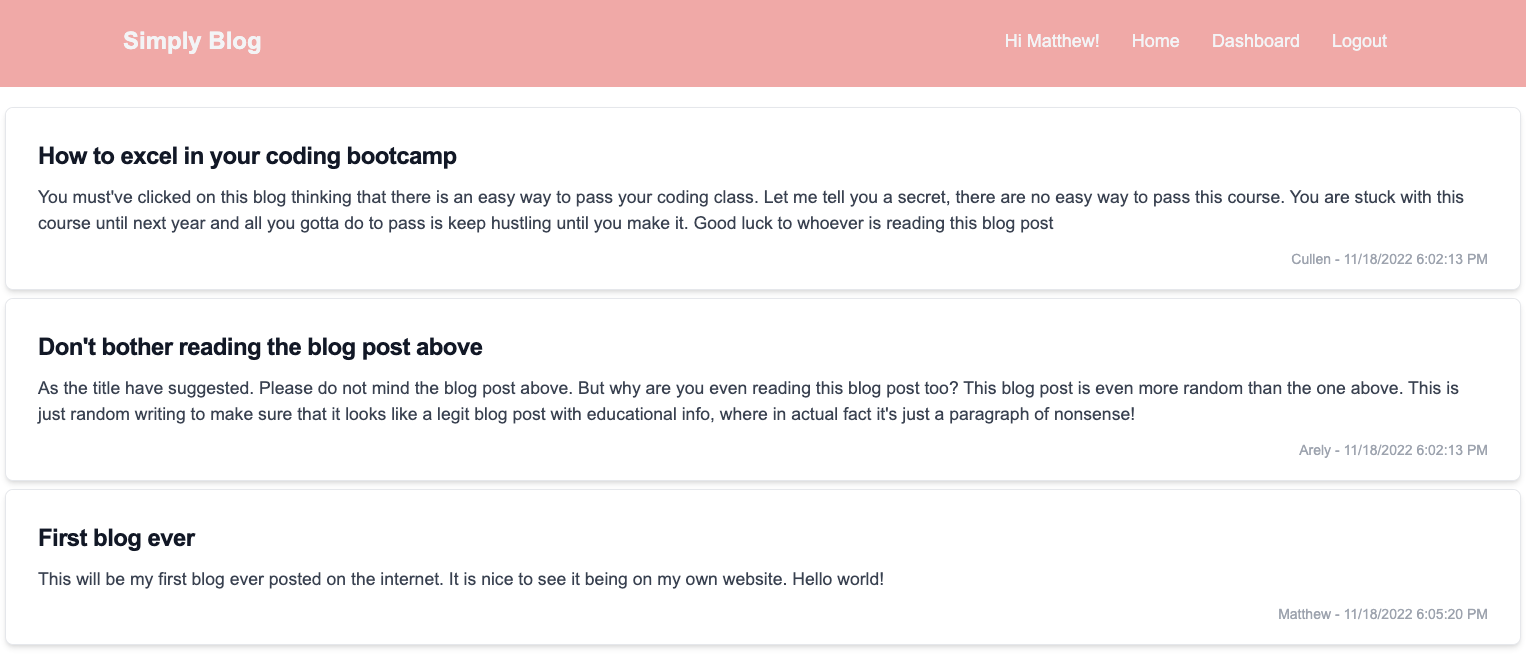 Simply Blog
Hi Matthew! Home Dashboard Logout
How to excel in your coding bootcamp
You must've clicked on this blog thinking that there is an easy way to pass your coding class. Let me tell you a secret, there are no easy way to pass this course. You are stuck with this
course until next year and all you gotta do to pass is keep hustling until you make it. Good luck to whoever is reading this blog post
Cullen - 11/18/2022 6:02:13 PM
Don't bother reading the blog post above
As the title have suggested. Please do not mind the blog post above. But why are you even reading this blog post too? This blog post is even more random than the one above. This is
just random writing to make sure that it looks like a legit blog post with educational info, where in actual fact it's just a paragraph of nonsense!
Arely - 11/18/2022 6:02:13 PM
First blog ever
This will be my first blog ever posted on the internet. It is nice to see it being on my own website. Hello world!
Matthew - 11/18/2022 6:05:20 PM